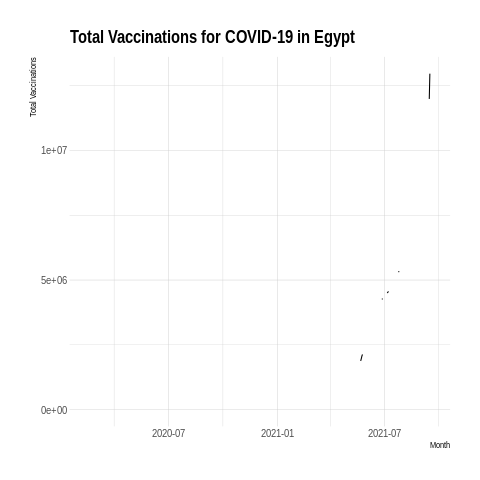 Total Vaccinations for COVID-19 in Egypt
Total Vaccinations
1e+07
5e+06
0e+00
2020-07 2021-01 2021-07
Month